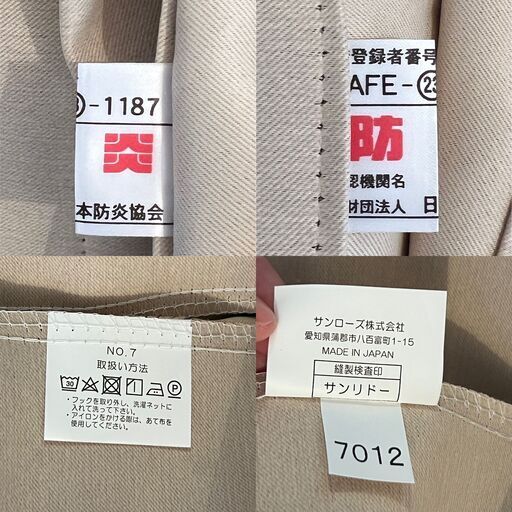 ③-1187
炎
本防炎協会
登録者番号
AFE-㉓
防
認機関名
財団法人 日
NO.7
取扱い方法
30
P
・フックを取り外し、洗濯ネットに
入れて洗って下さい。
・アイロンをかける際は、あて布を
使用してください。
サンローズ株式会社
愛知県蒲郡市八百富町1-15
MADE IN JAPAN
縫製検査印
サンリドー
7012